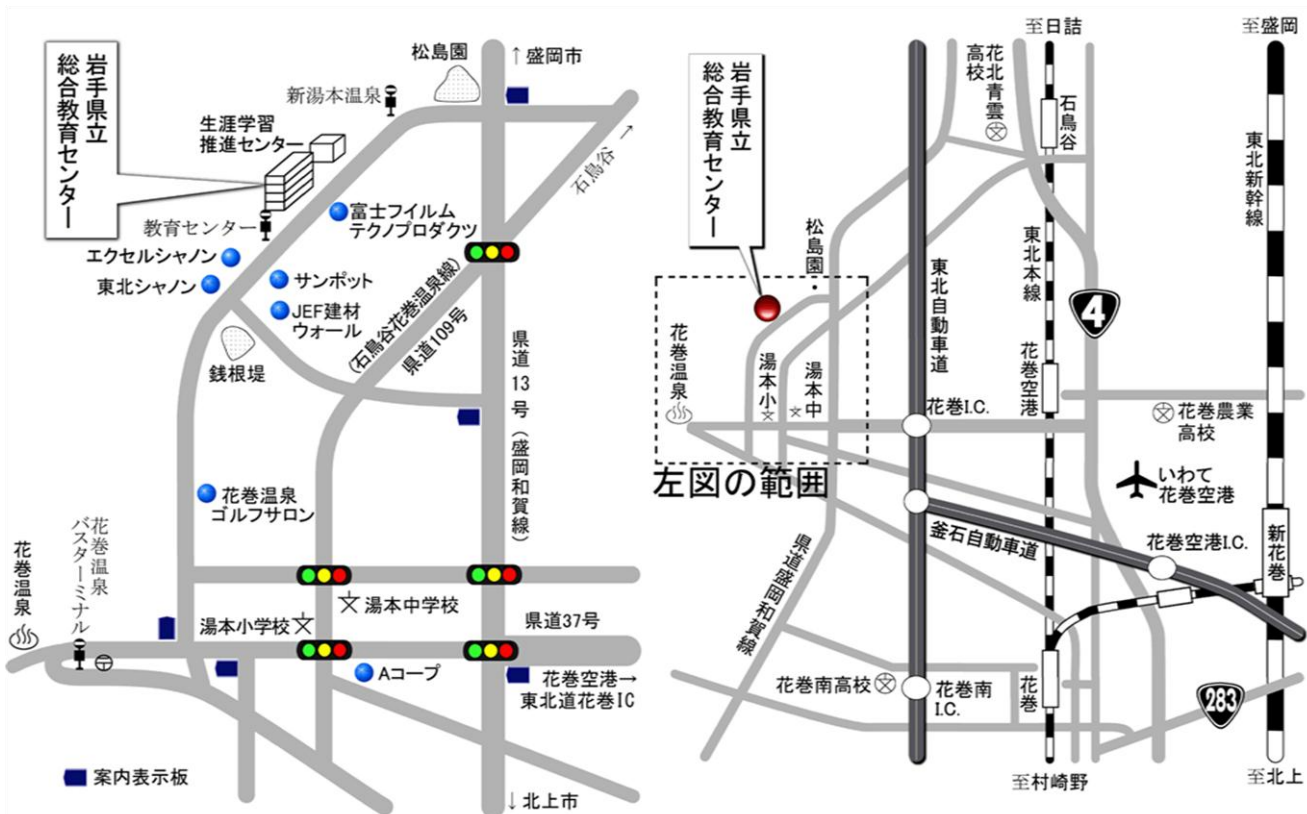 岩手県立
総合教育センター
松島園
↑盛岡市
新湯本温泉
生涯学習
推進センター
石鳥谷→
教育センター
富士フイルム
テクノプロダクツ
エクセルシャノン
東北シャノン
サンポット
JEF建材
ウォール
(石鳥谷花巻温泉線)
県道109号
銭根堤
県道13号(盛岡和賀線)
花巻温泉
ゴルフサロン
花巻温泉
バスターミナル
花巻温泉
湯本中学校
湯本小学校
県道37号
Aコープ
花巻空港→
東北道花巻IC
案内表示板
↓北上市
至日詰
至盛岡
岩手県立
総合教育センター
花北青雲
高校
石鳥谷
東北新幹線
松島園
東北自動車道
東北本線
4
花巻温泉
湯本小
湯本中
花巻空港
花巻I.C.
花巻農業
高校
左図の範囲
いわて
花巻空港
釜石自動車道
花巻空港I.C.
新花巻
県道盛岡和賀線
花巻南高校
花巻南
I.C.
花巻
283
至村崎野
至北上